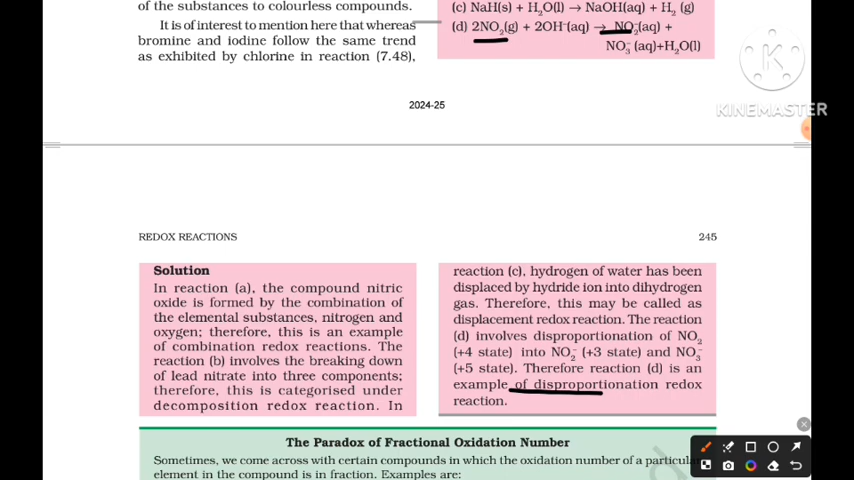 of the substances to colourless compounds.
It is of interest to mention here that whereas
bromine and iodine follow the same trend
as exhibited by chlorine in reaction (7.48),
(c) NaH(s) + H₂O(l) → NaOH(aq) + H₂ (g)
(d) 2NO₂(g) + 2OH⁻(aq) → NO₂⁻(aq) +
NO₃⁻ (aq)+H₂O(l)
KINEMASTER
2024-25
REDOX REACTIONS
245
Solution
In reaction (a), the compound nitric
oxide is formed by the combination of
the elemental substances, nitrogen and
oxygen; therefore, this is an example
of combination redox reactions. The
reaction (b) involves the breaking down
of lead nitrate into three components;
therefore, this is categorised under
decomposition redox reaction. In
reaction (c), hydrogen of water has been
displaced by hydride ion into dihydrogen
gas. Therefore, this may be called as
displacement redox reaction. The reaction
(d) involves disproportionation of NO₂
(+4 state) into NO₂⁻ (+3 state) and NO₃⁻
(+5 state). Therefore reaction (d) is an
example of disproportionation redox
reaction.
The Paradox of Fractional Oxidation Number
Sometimes, we come across with certain compounds in which the oxidation number of a particular
element in the compound is in fraction. Examples are: